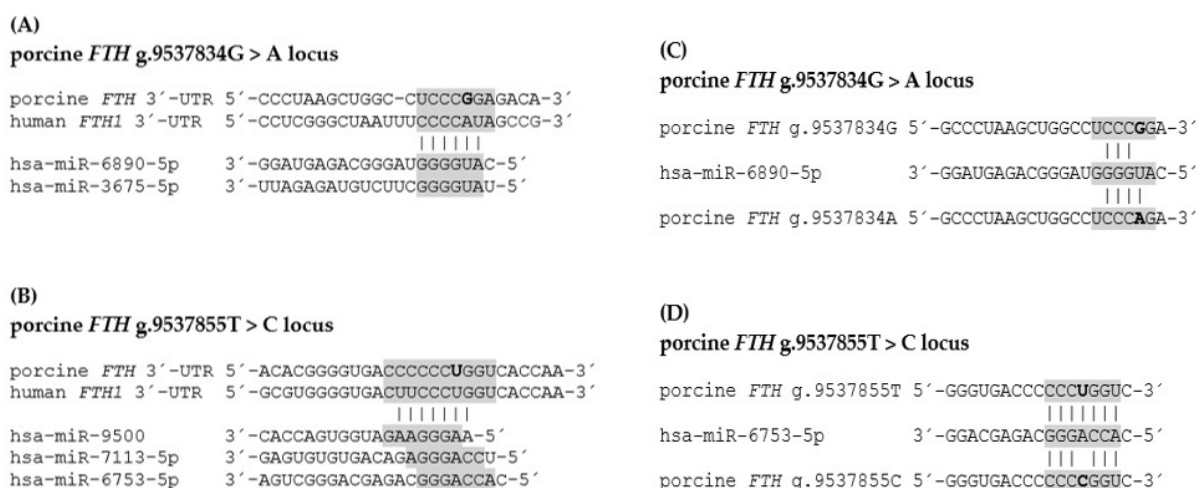 (A)
porcine FTH g.9537834G > A locus
porcine FTH 3´-UTR 5´-CCCUAAGCUGGC-CUCCCGGAGACA-3´
human FTH1 3´-UTR 5´-CCUCGGGCUAAUUUCCCCAUAGCCG-3´
||||||
hsa-miR-6890-5p 3´-GGAUGAGACGGGAUGGGGUAC-5´
hsa-miR-3675-5p 3´-UUAGAGAUGUCUUCGGGGUAU-5´
(B)
porcine FTH g.9537855T > C locus
porcine FTH 3´-UTR 5´-ACACGGGGUGACCCCCCUGGUCACCAA-3´
human FTH1 3´-UTR 5´-GCGUGGGGUGACUUCCCUGGUCACCAA-3´
|||||||
hsa-miR-9500 3´-CACCAGUGGUAGAAGGGAA-5´
hsa-miR-7113-5p 3´-GAGUGUGUGACAGAGGGACCU-5´
hsa-miR-6753-5p 3´-AGUCGGGACGAGACGGGACCAC-5´
(C)
porcine FTH g.9537834G > A locus
porcine FTH g.9537834G 5´-GCCCUAAGCUGGCCUCCCGGA-3´
|||
hsa-miR-6890-5p 3´-GGAUGAGACGGGAUGGGGUAC-5´
||||
porcine FTH g.9537834A 5´-GCCCUAAGCUGGCCUCCCAGA-3´
(D)
porcine FTH g.9537855T > C locus
porcine FTH g.9537855T 5´-GGGUGACCCCCCUGGUC-3´
|||||||
hsa-miR-6753-5p 3´-GGACGAGACGGGACCAC-5´
||| |||
porcine FTH g.9537855C 5´-GGGUGACCCCCCCGGUC-3´